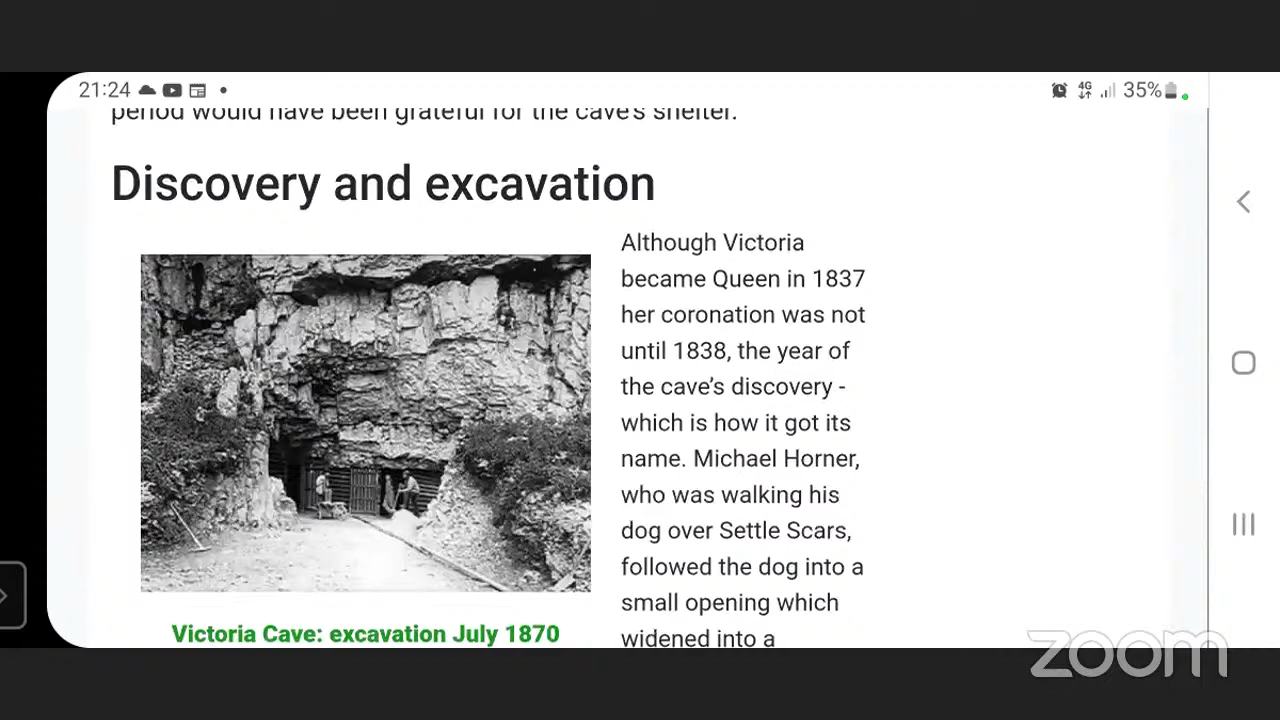 21:24
4G
35%
period would have been grateful for the cave's shelter.
Discovery and excavation
Although Victoria
became Queen in 1837
her coronation was not
until 1838, the year of
the cave’s discovery -
which is how it got its
name. Michael Horner,
who was walking his
dog over Settle Scars,
followed the dog into a
small opening which
widened into a
Victoria Cave: excavation July 1870
zoom